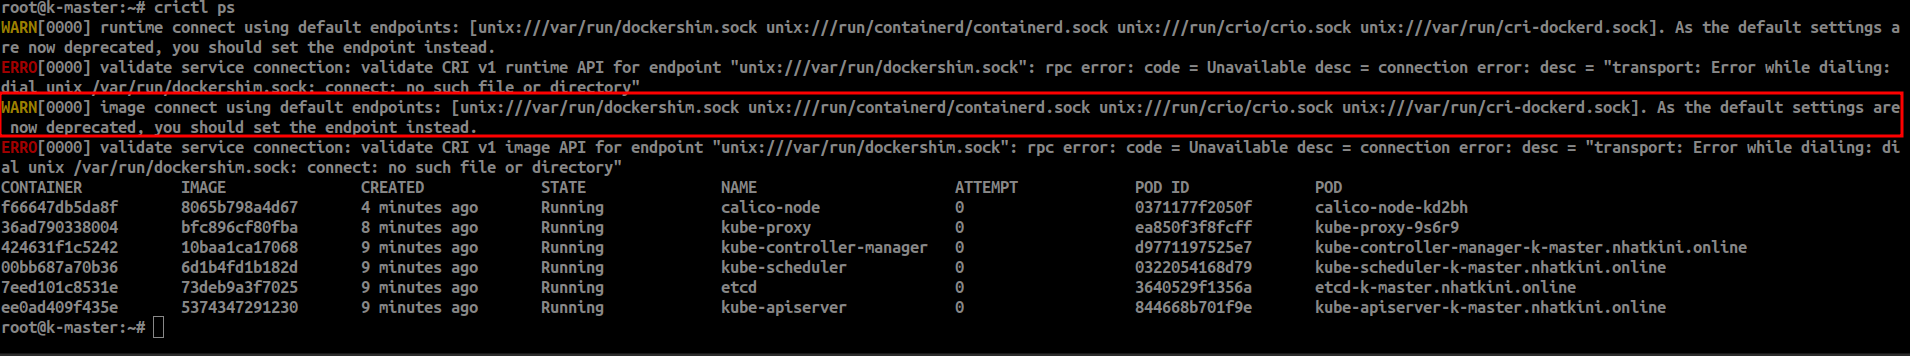 root@k-master:~# crictl ps
WARN[0000] runtime connect using default endpoints: [unix:///var/run/dockershim.sock unix:///run/containerd/containerd.sock unix:///run/crio/crio.sock unix:///var/run/cri-dockerd.sock]. As the default settings a
re now deprecated, you should set the endpoint instead.
ERRO[0000] validate service connection: validate CRI v1 runtime API for endpoint "unix:///var/run/dockershim.sock": rpc error: code = Unavailable desc = connection error: desc = "transport: Error while dialing: 
dial unix /var/run/dockershim.sock: connect: no such file or directory"
WARN[0000] image connect using default endpoints: [unix:///var/run/dockershim.sock unix:///run/containerd/containerd.sock unix:///run/crio/crio.sock unix:///var/run/cri-dockerd.sock]. As the default settings are
 now deprecated, you should set the endpoint instead.
ERRO[0000] validate service connection: validate CRI v1 image API for endpoint "unix:///var/run/dockershim.sock": rpc error: code = Unavailable desc = connection error: desc = "transport: Error while dialing: di
al unix /var/run/dockershim.sock: connect: no such file or directory"
CONTAINER           IMAGE               CREATED             STATE               NAME                      ATTEMPT             POD ID              POD
f66647db5da8f       8065b798a4d67       4 minutes ago       Running             calico-node               0                   0371177f2050f       calico-node-kd2bh
36ad790338004       bfc896cf80fba       8 minutes ago       Running             kube-proxy                0                   ea850f3f8fcff       kube-proxy-9s6r9
424631f1c5242       10baa1ca17068       9 minutes ago       Running             kube-controller-manager   0                   d9771197525e7       kube-controller-manager-k-master.nhatkini.online
00bb687a70b36       6d1b4fd1b182d       9 minutes ago       Running             kube-scheduler            0                   0322054168d79       kube-scheduler-k-master.nhatkini.online
7eed101c8531e       73deb9a3f7025       9 minutes ago       Running             etcd                      0                   3640529f1356a       etcd-k-master.nhatkini.online
ee0ad409f435e       5374347291230       9 minutes ago       Running             kube-apiserver            0                   844668b701f9e       kube-apiserver-k-master.nhatkini.online
root@k-master:~#